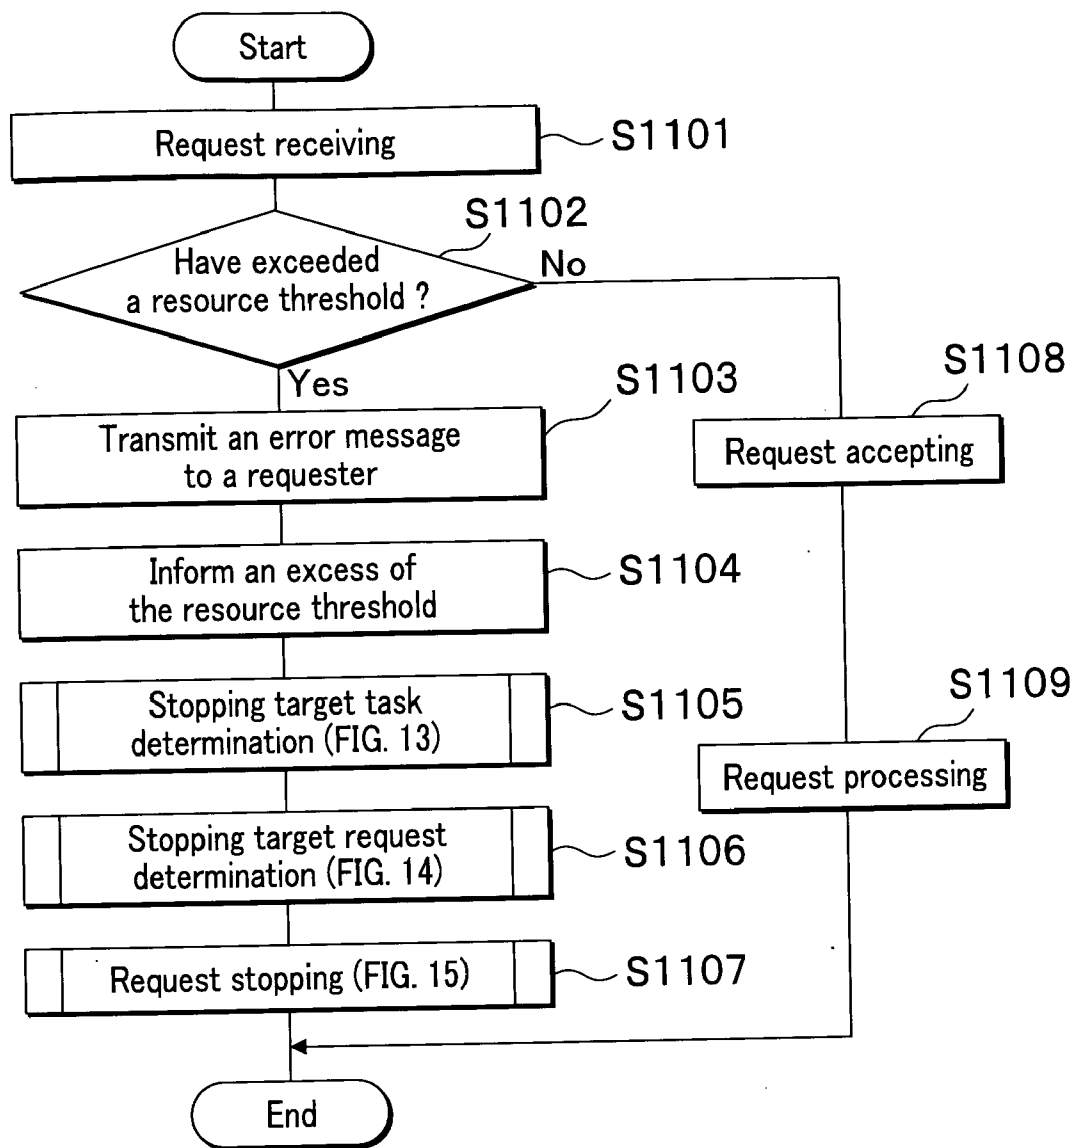 Start
Request receiving
S1101
S1102
Have exceeded
a resource threshold ?
No
Yes
S1103
Transmit an error message
to a requester
S1108
Request accepting
Inform an excess of
the resource threshold
S1104
Stopping target task
determination (FIG. 13)
S1105
S1109
Request processing
Stopping target request
determination (FIG. 14)
S1106
Request stopping (FIG. 15)
S1107
End